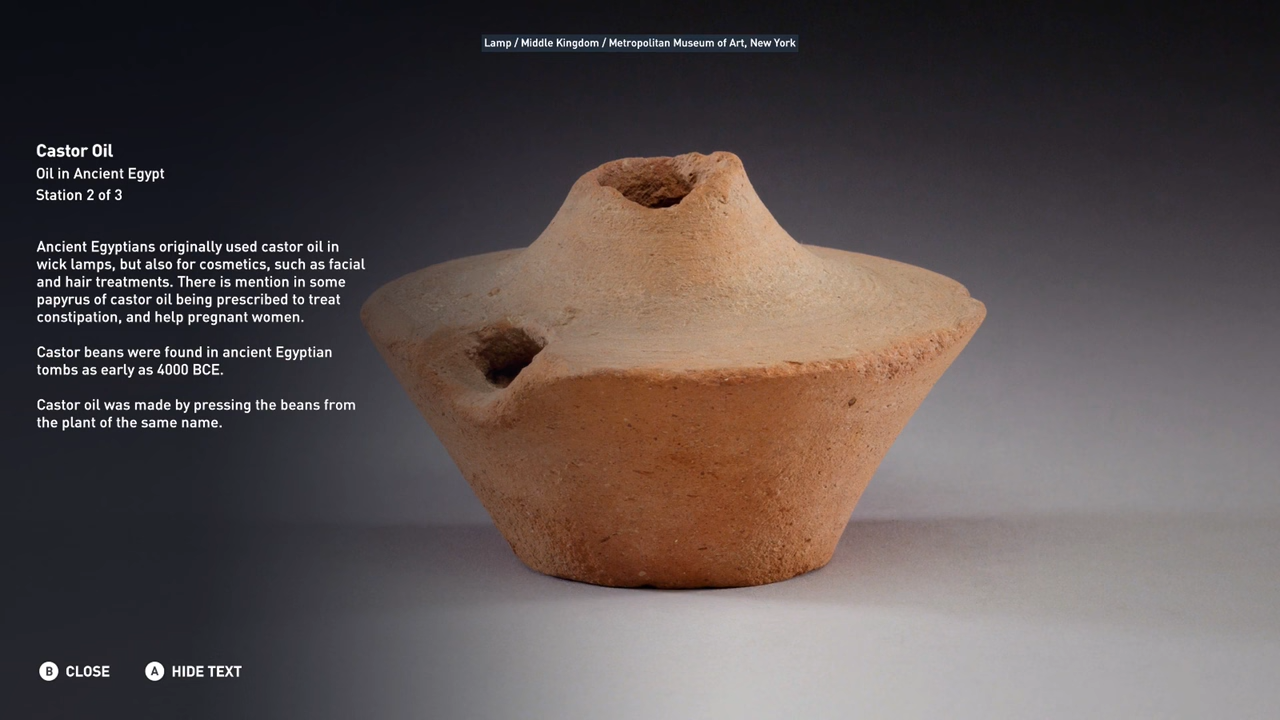 Lamp / Middle Kingdom / Metropolitan Museum of Art, New York
Castor Oil
Oil in Ancient Egypt
Station 2 of 3
Ancient Egyptians originally used castor oil in
wick lamps, but also for cosmetics, such as facial
and hair treatments. There is mention in some
papyrus of castor oil being prescribed to treat
constipation, and help pregnant women.
Castor beans were found in ancient Egyptian
tombs as early as 4000 BCE.
Castor oil was made by pressing the beans from
the plant of the same name.
B CLOSE A HIDE TEXT